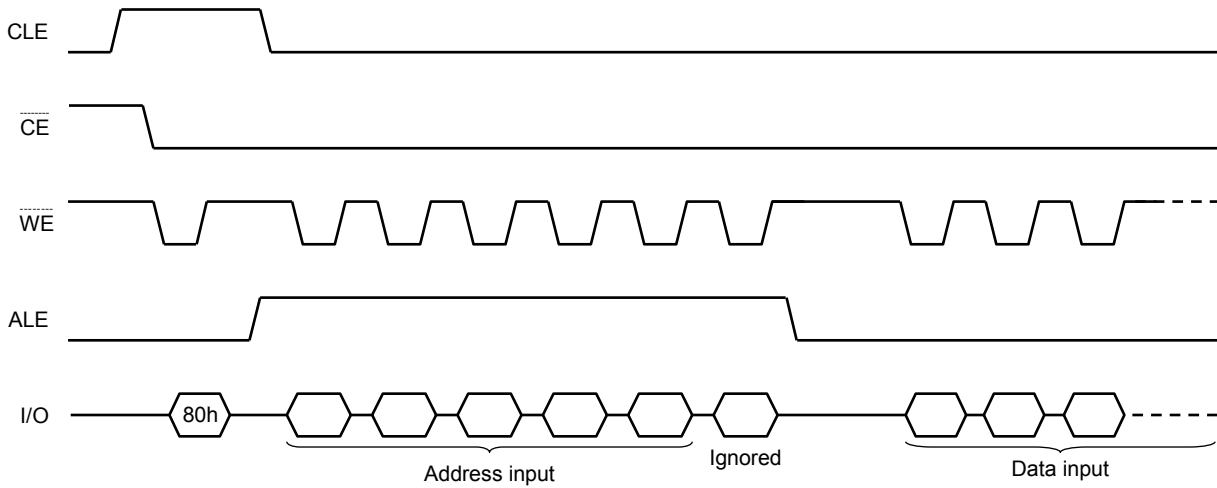 CLE
CE
WE
ALE
I/O
80h
Address input
Ignored
Data input